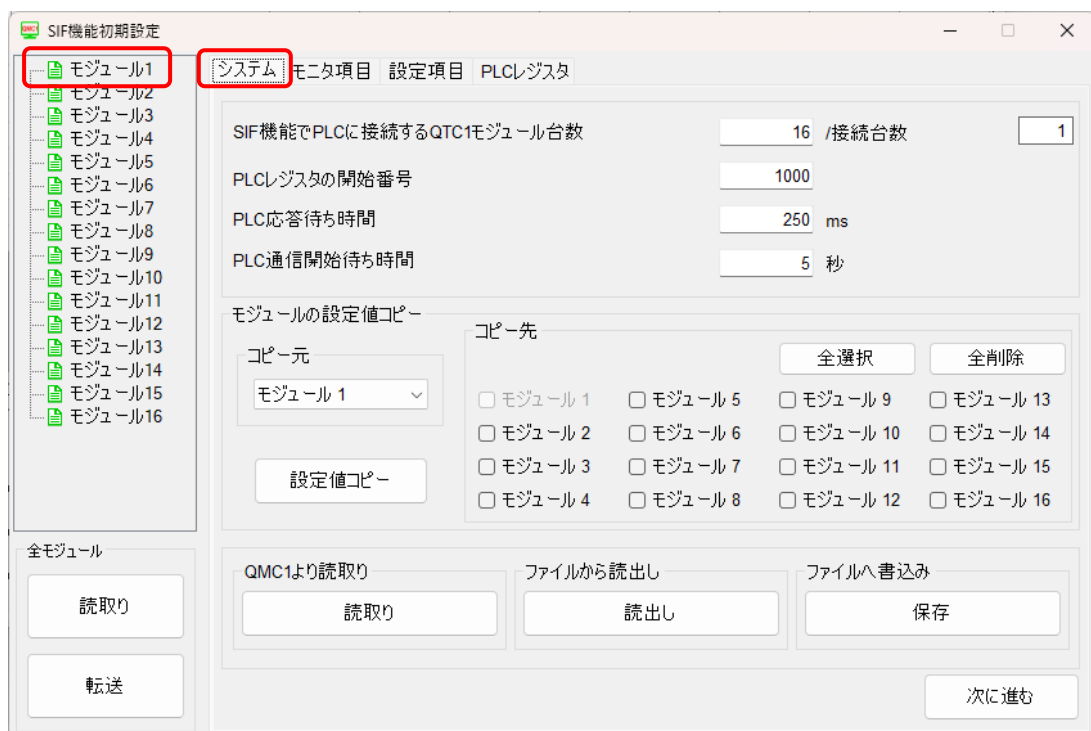 QMC1 SIF機能初期設定
モジュール1
モジュール2
モジュール3
モジュール4
モジュール5
モジュール6
モジュール7
モジュール8
モジュール9
モジュール10
モジュール11
モジュール12
モジュール13
モジュール14
モジュール15
モジュール16
全モジュール
読取り
転送
システム モニタ項目 設定項目 PLCレジスタ
SIF機能でPLCに接続するQTC1モジュール台数 16 /接続台数 1
PLCレジスタの開始番号 1000
PLC応答待ち時間 250 ms
PLC通信開始待ち時間 5 秒
モジュールの設定値コピー
コピー元
モジュール 1
設定値コピー
コピー先
全選択 全削除
モジュール 1 モジュール 5 モジュール 9 モジュール 13
モジュール 2 モジュール 6 モジュール 10 モジュール 14
モジュール 3 モジュール 7 モジュール 11 モジュール 15
モジュール 4 モジュール 8 モジュール 12 モジュール 16
QMC1より読取り ファイルから読出し ファイルへ書込み
読取り 読出し 保存
次に進む